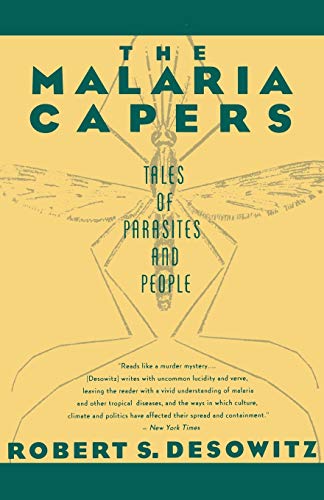 THE
MALARIA
CAPERS
TALES
OF
PARASITES
AND
PEOPLE
"Reads like a murder mystery....
[Desowitz] writes with uncommon lucidity and verve,
leaving the reader with a vivid understanding of malaria
and other tropical diseases, and the ways in which culture,
climate and politics have affected their spread and containment."
– New York Times
ROBERT S. DESOWITZ